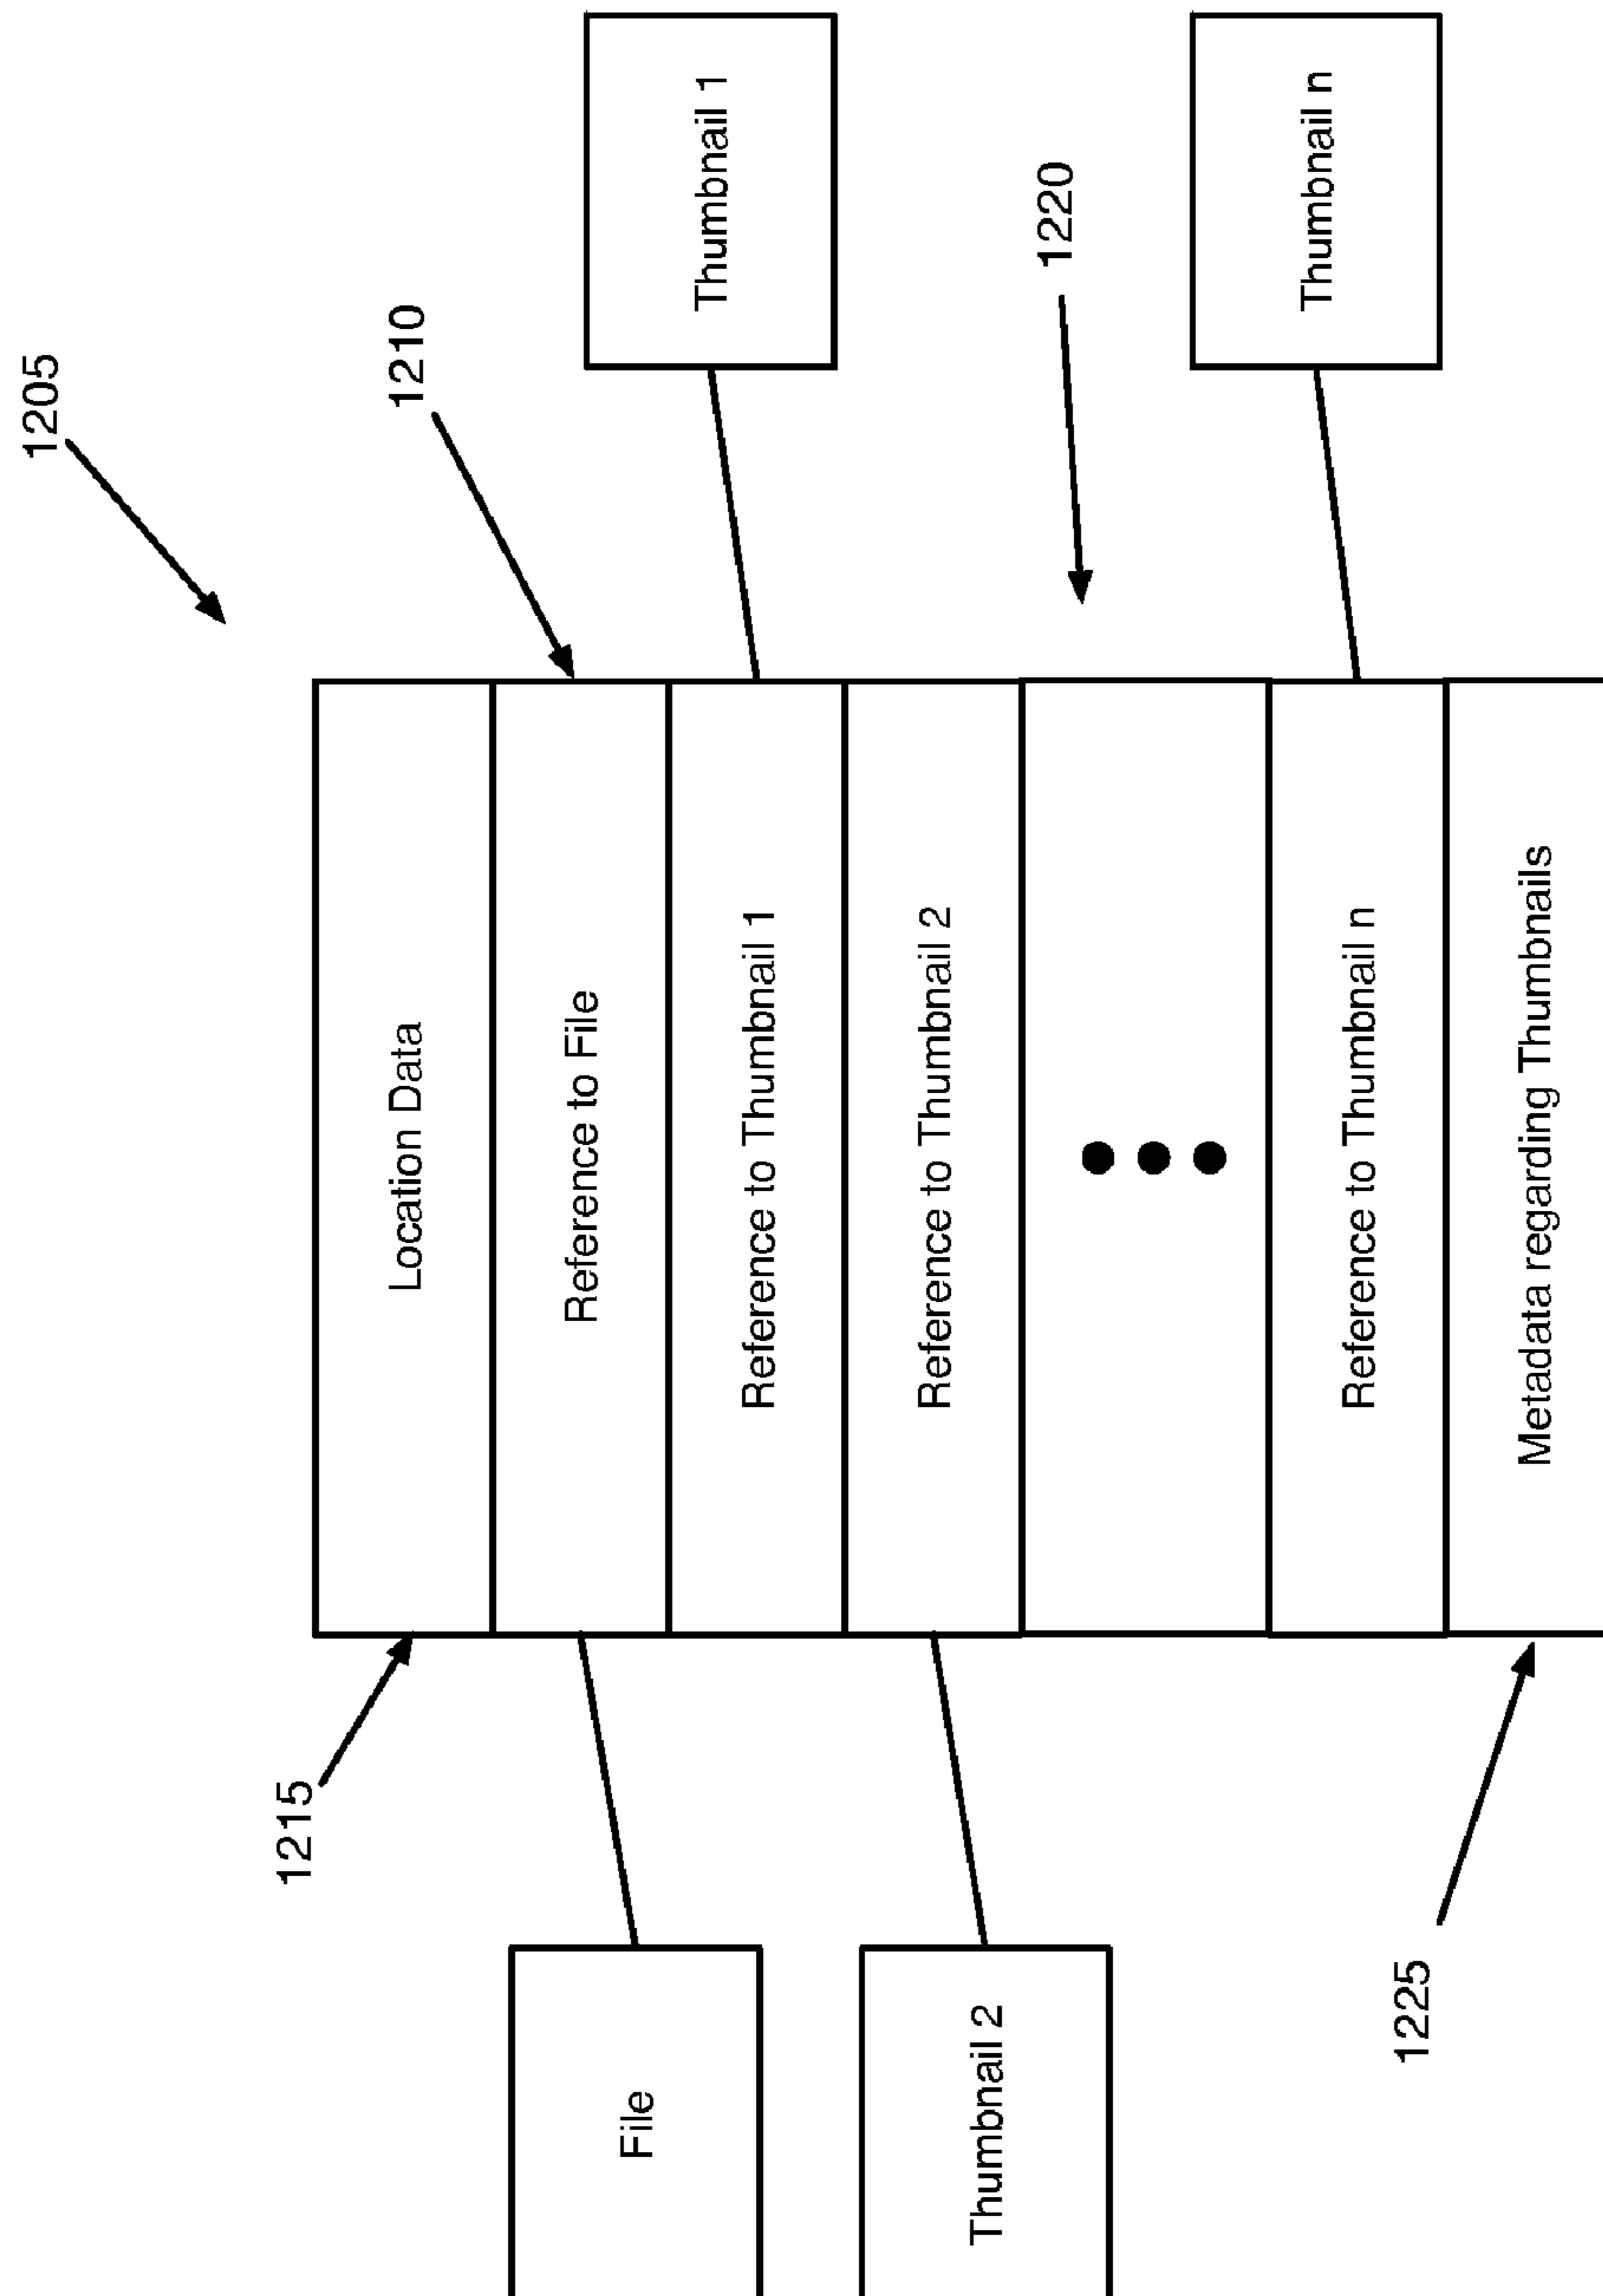 1205
1210
Thumbnail 1
1220
Thumbnail n
Location Data
Reference to File
Reference to Thumbnail 1
Reference to Thumbnail 2
Reference to Thumbnail n
Metadata regarding Thumbnails
1215
File
Thumbnail 2
1225